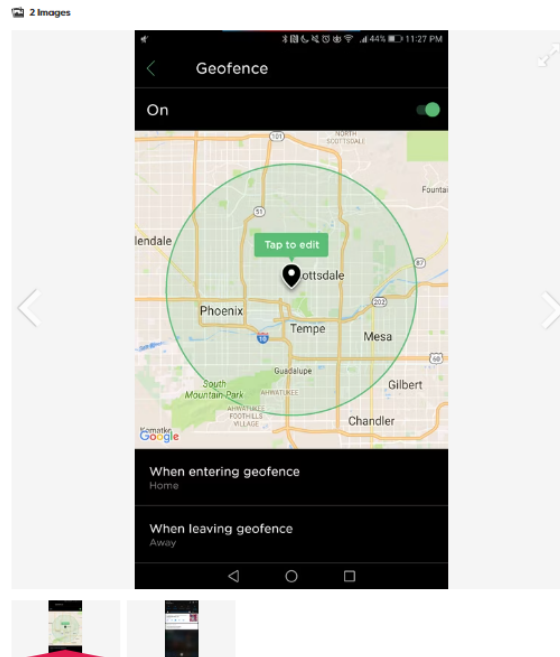 2 Images
44% 11:27 PM
Geofence
On
101
NORTH
SCOTTSDALE
51
Fountai
lendale
Tap to edit
87
ottsdale
202
Phoenix
10
Tempe
Mesa
60
Guadalupe
South
Mountain Park
Gilbert
AHWATUKEE
AHWATUKEE
FOOTHILLS
VILLAGE
Chandler
Komatke
Google
When entering geofence
Home
When leaving geofence
Away